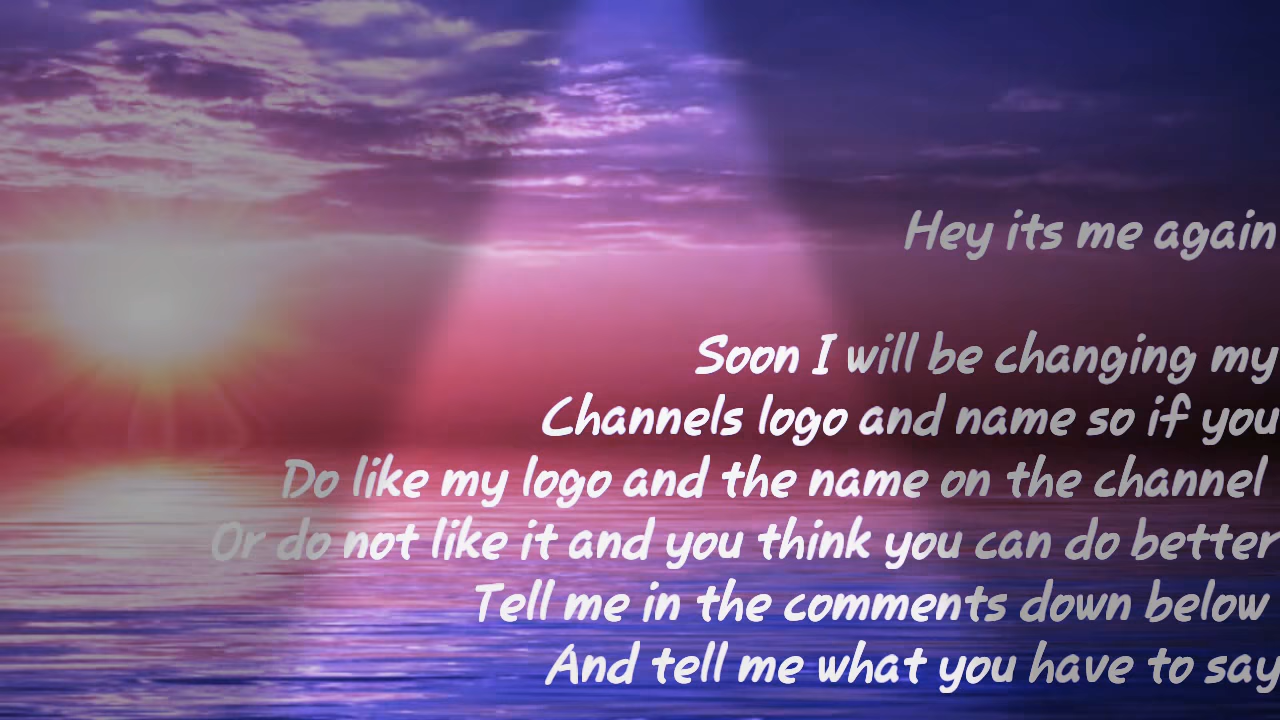 Hey its me again
Soon I will be changing my
Channels logo and name so if you
Do like my logo and the name on the channel
Or do not like it and you think you can do better
Tell me in the comments down below
And tell me what you have to say